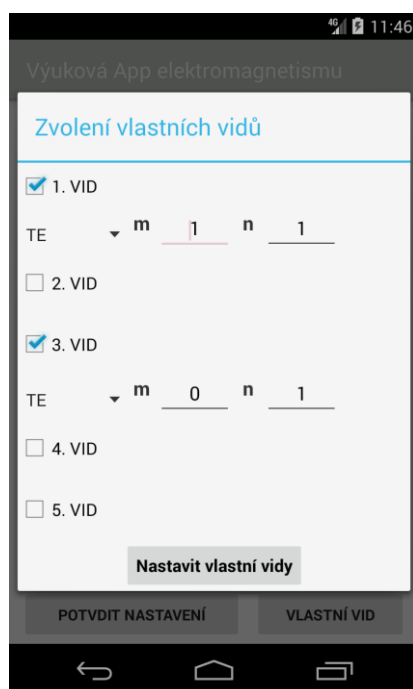 4G 11:46
Výuková App elektromagnetismu
Zvolení vlastních vidů
1. VID
TE m 1 n 1
2. VID
3. VID
TE m 0 n 1
4. VID
5. VID
Nastavit vlastní vidy
POTVDIT NASTAVENÍ VLASTNÍ VID